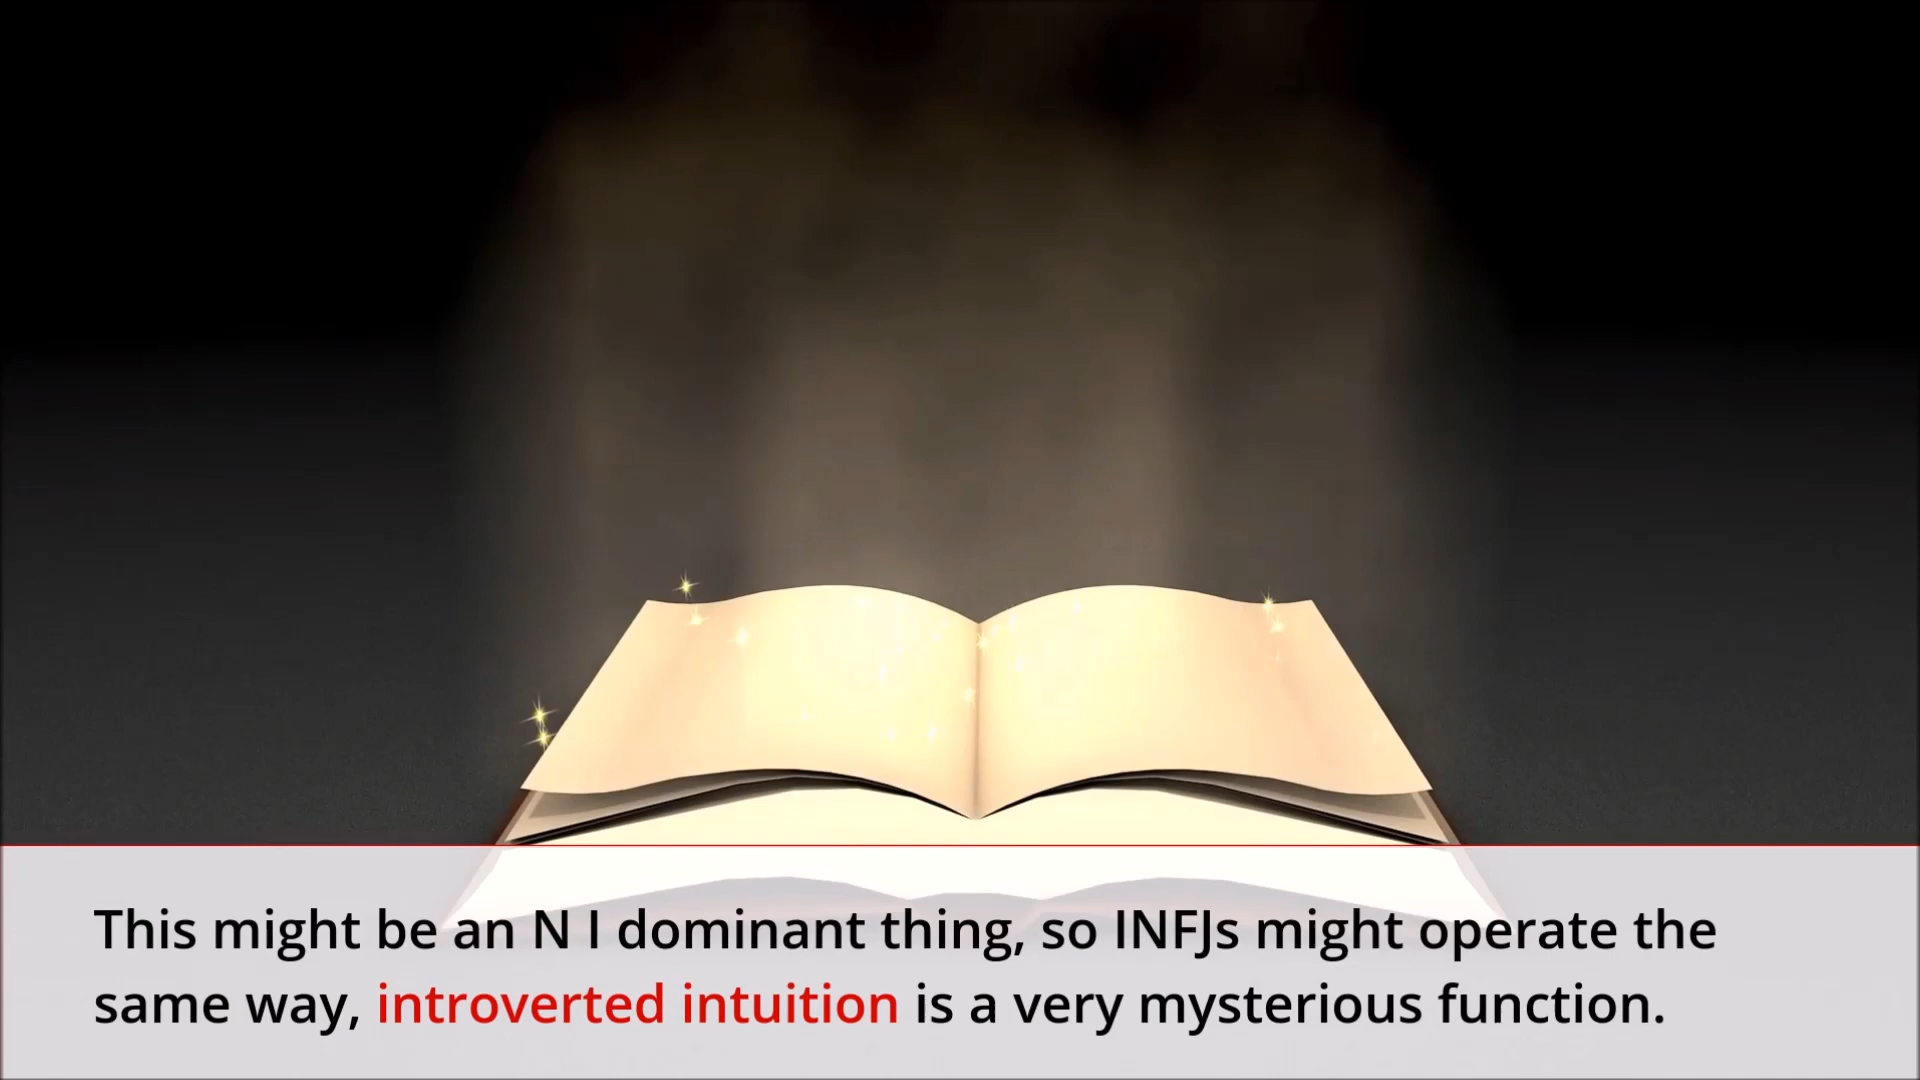 This might be an N I dominant thing, so INFJs might operate the
same way, introverted intuition is a very mysterious function.